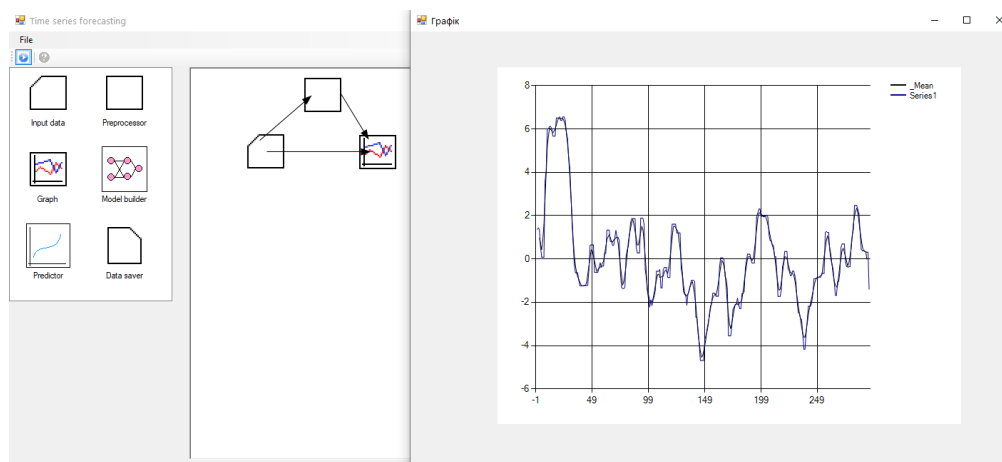 Time series forecasting
File
Input data
Preprocessor
Graph
Model builder
Predictor
Data saver
Графік
_Mean
Series1
8
6
4
2
0
-2
-4
-6
-1 49 99 149 199 249